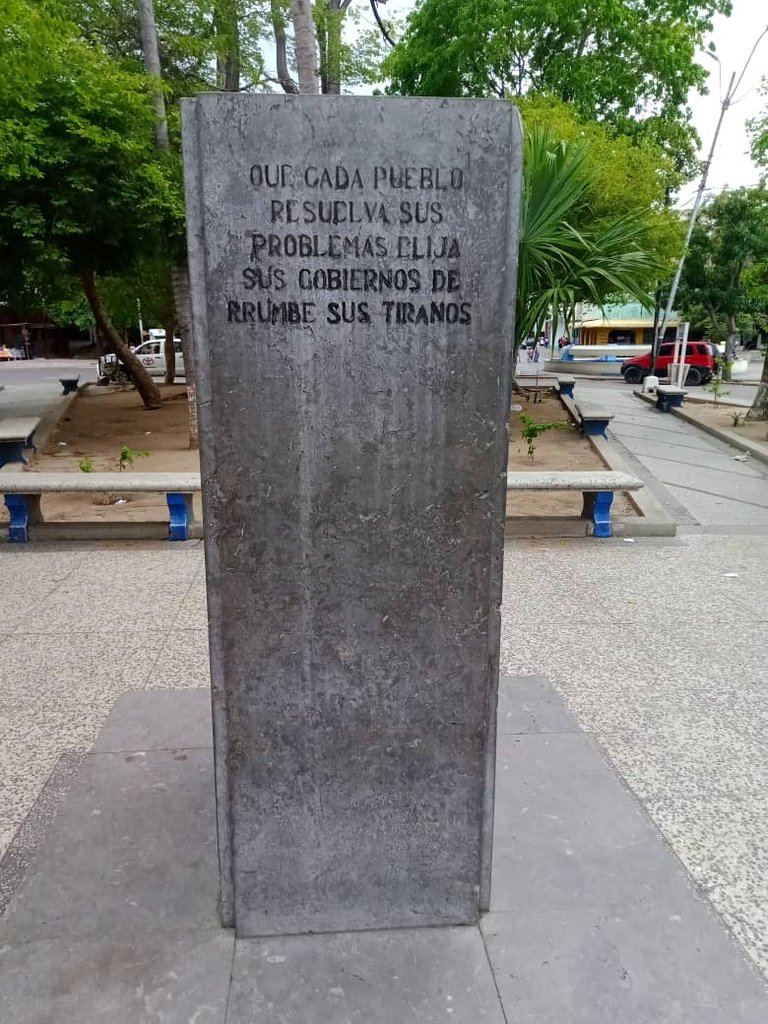 QUE CADA PUEBLO
RESUELVA SUS
PROBLEMAS ELIJA
SUS GOBIERNOS DE
RRUMBE SUS TIRANOS